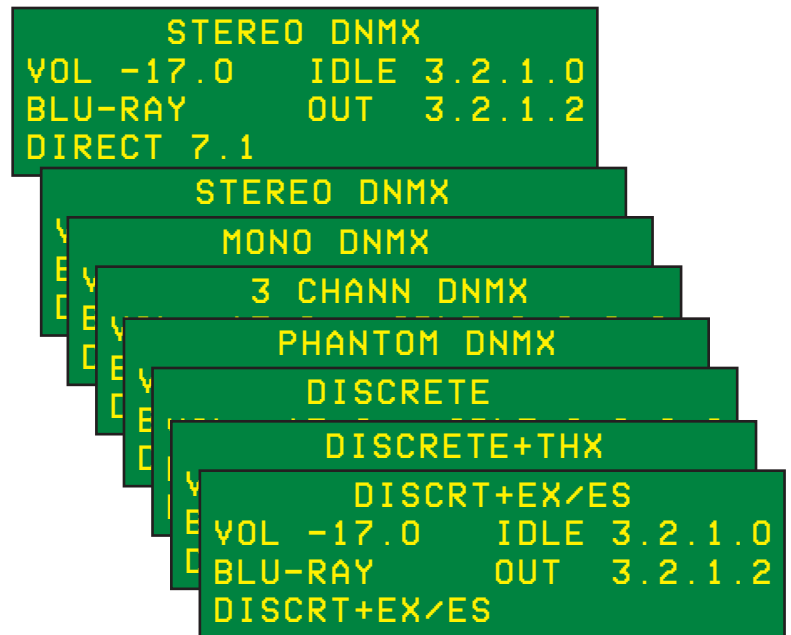 STEREO DNMX
VOL -17.0 IDLE 3.2.1.0
BLU-RAY OUT 3.2.1.2
DIRECT 7.1
STEREO DNMX
MONO DNMX
3 CHANN DNMX
PHANTOM DNMX
DISCRETE
DISCRETE+THX
DISCRT+EX/ES
VOL -17.0 IDLE 3.2.1.0
BLU-RAY OUT 3.2.1.2
DISCRT+EX/ES